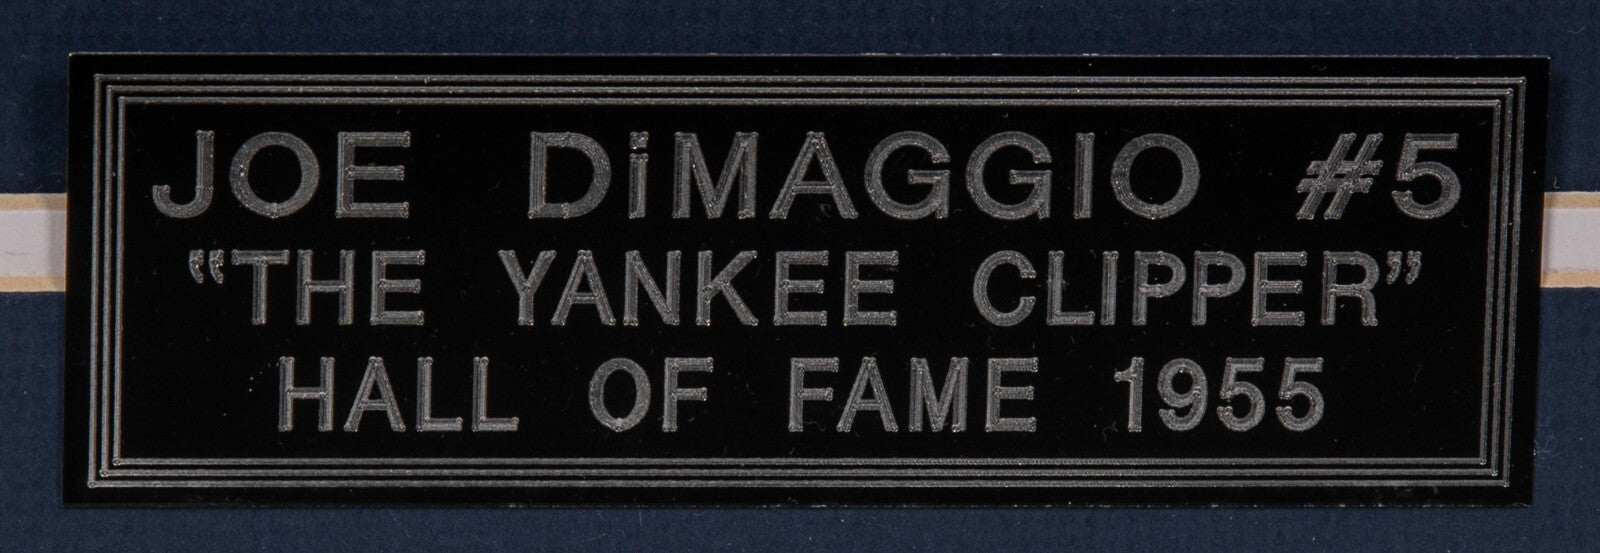 JOE DiMAGGIO #5
“THE YANKEE CLIPPER”
HALL OF FAME 1955